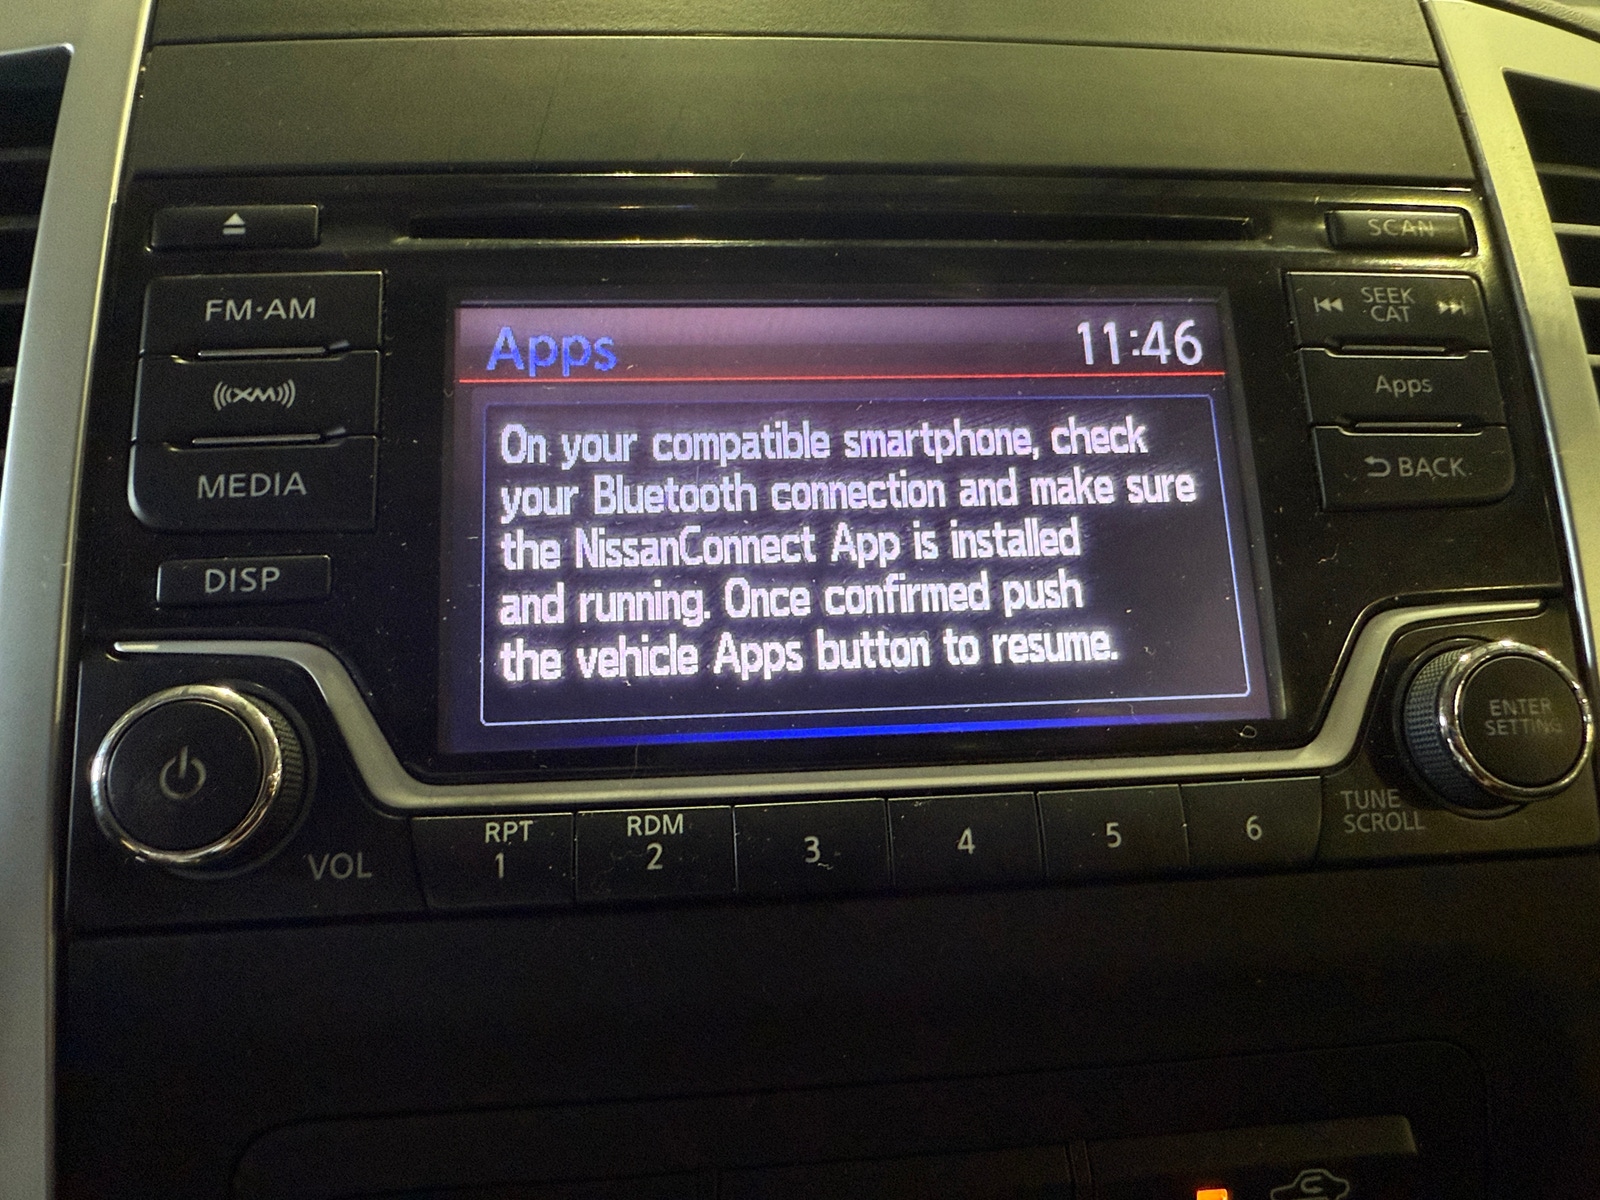 SCAN
FM·AM
SEEK
CAT
XM
Apps
MEDIA
BACK
DISP
Apps 11:46
On your compatible smartphone, check
your Bluetooth connection and make sure
the NissanConnect App is installed
and running. Once confirmed push
the vehicle Apps button to resume.
ENTER
SETTING
TUNE
SCROLL
VOL
RPT
1
RDM
2
3
4
5
6